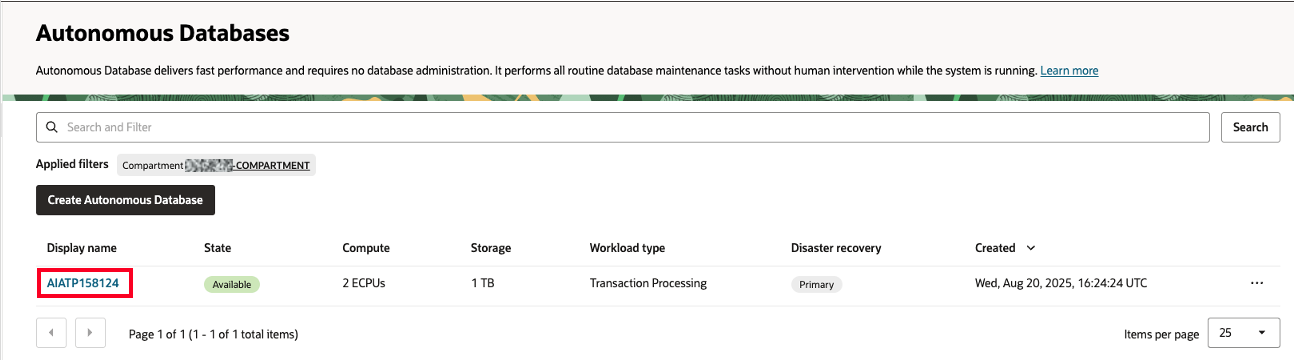 Autonomous Databases
Autonomous Database delivers fast performance and requires no database administration. It performs all routine database maintenance tasks without human intervention while the system is running. Learn more
Search and Filter
Search
Applied filters Compartment -COMPARTMENT
Create Autonomous Database
Display name State Compute Storage Workload type Disaster recovery Created
AIATP158124 Available 2 ECPUs 1 TB Transaction Processing Primary Wed, Aug 20, 2025, 16:24:24 UTC ...
Page 1 of 1 (1 - 1 of 1 total items) Items per page 25